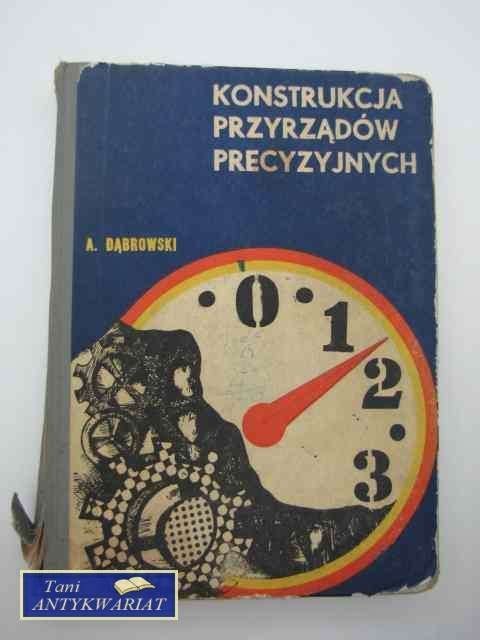 KONSTRUKCJA
PRZYRZĄDÓW
PRECYZYJNYCH
A. DĄBROWSKI
0
1
2
3
Tani
ANTYKWARIAT